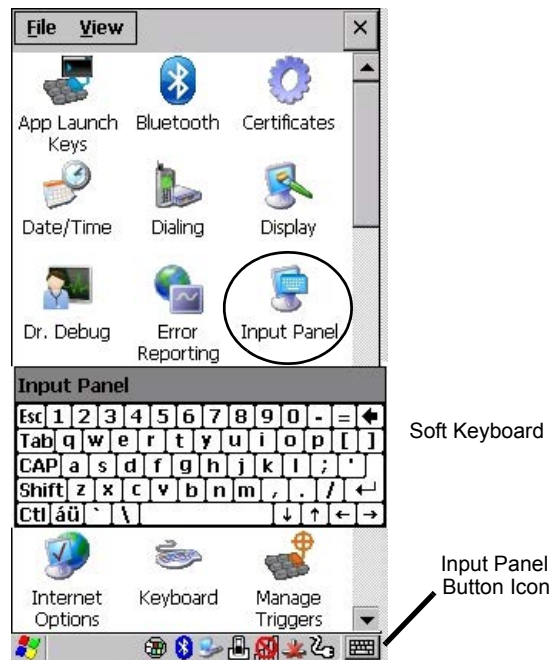 File View ×
App Launch Keys Bluetooth Certificates
Date/Time Dialing Display
Dr. Debug Error Reporting Input Panel
Input Panel
Esc 1 2 3 4 5 6 7 8 9 0 - =
Tab q w e r t y u i o p [ ]
CAP a s d f g h j k l ; '
Shift z x c v b n m , . /
Ctl áü ` \ ↓ ↑ ← →
Soft Keyboard
Internet Options Keyboard Manage Triggers
Input Panel
Button Icon